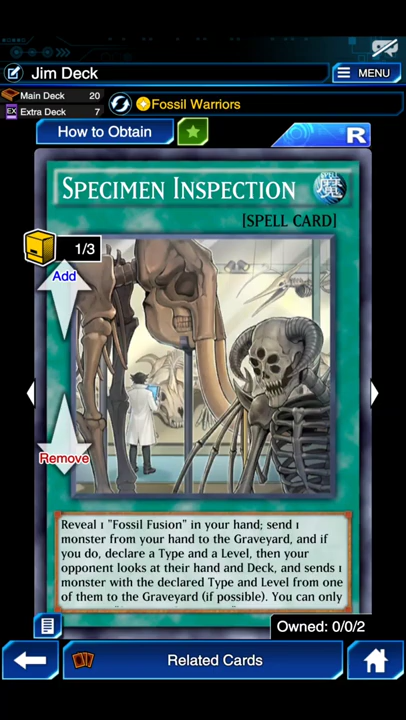 Jim Deck
MENU
Main Deck 20
EX Extra Deck 7
Fossil Warriors
How to Obtain
R
SPECIMEN INSPECTION
SPELL
魔
[SPELL CARD]
1/3
Add
Remove
Reveal 1 "Fossil Fusion" in your hand; send 1
monster from your hand to the Graveyard, and if
you do, declare a Type and a Level, then your
opponent looks at their hand and Deck, and sends 1
monster with the declared Type and Level from one
of them to the Graveyard (if possible). You can only
Owned: 0/0/2
Related Cards